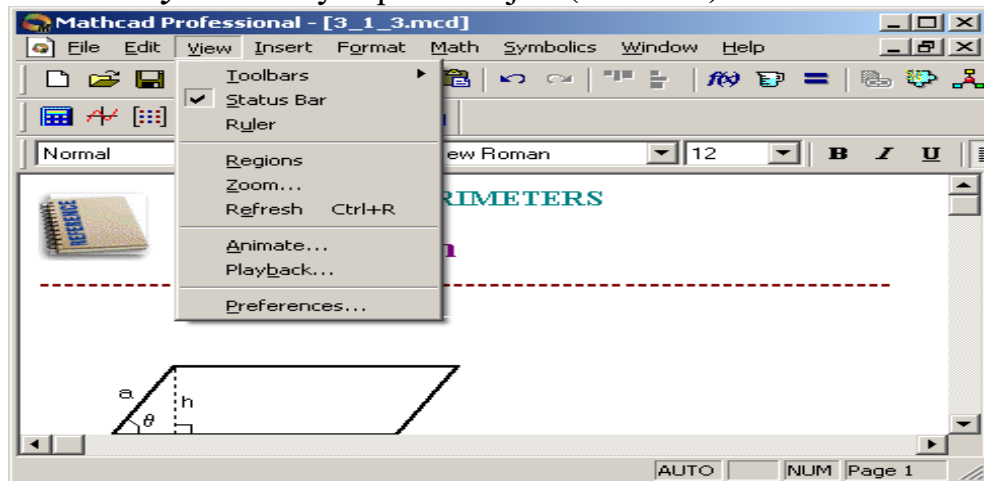 Mathcad Professional - [3_1_3.mcd]
File Edit View Insert Format Math Symbolics Window Help
Toolbars
Status Bar
Ruler
Normal ew Roman 12 B I U
Regions
Zoom...
Refresh Ctrl+R
RIMETERS
REFERENCE
Animate...
Playback...
Preferences...
a h
θ
AUTO NUM Page 1